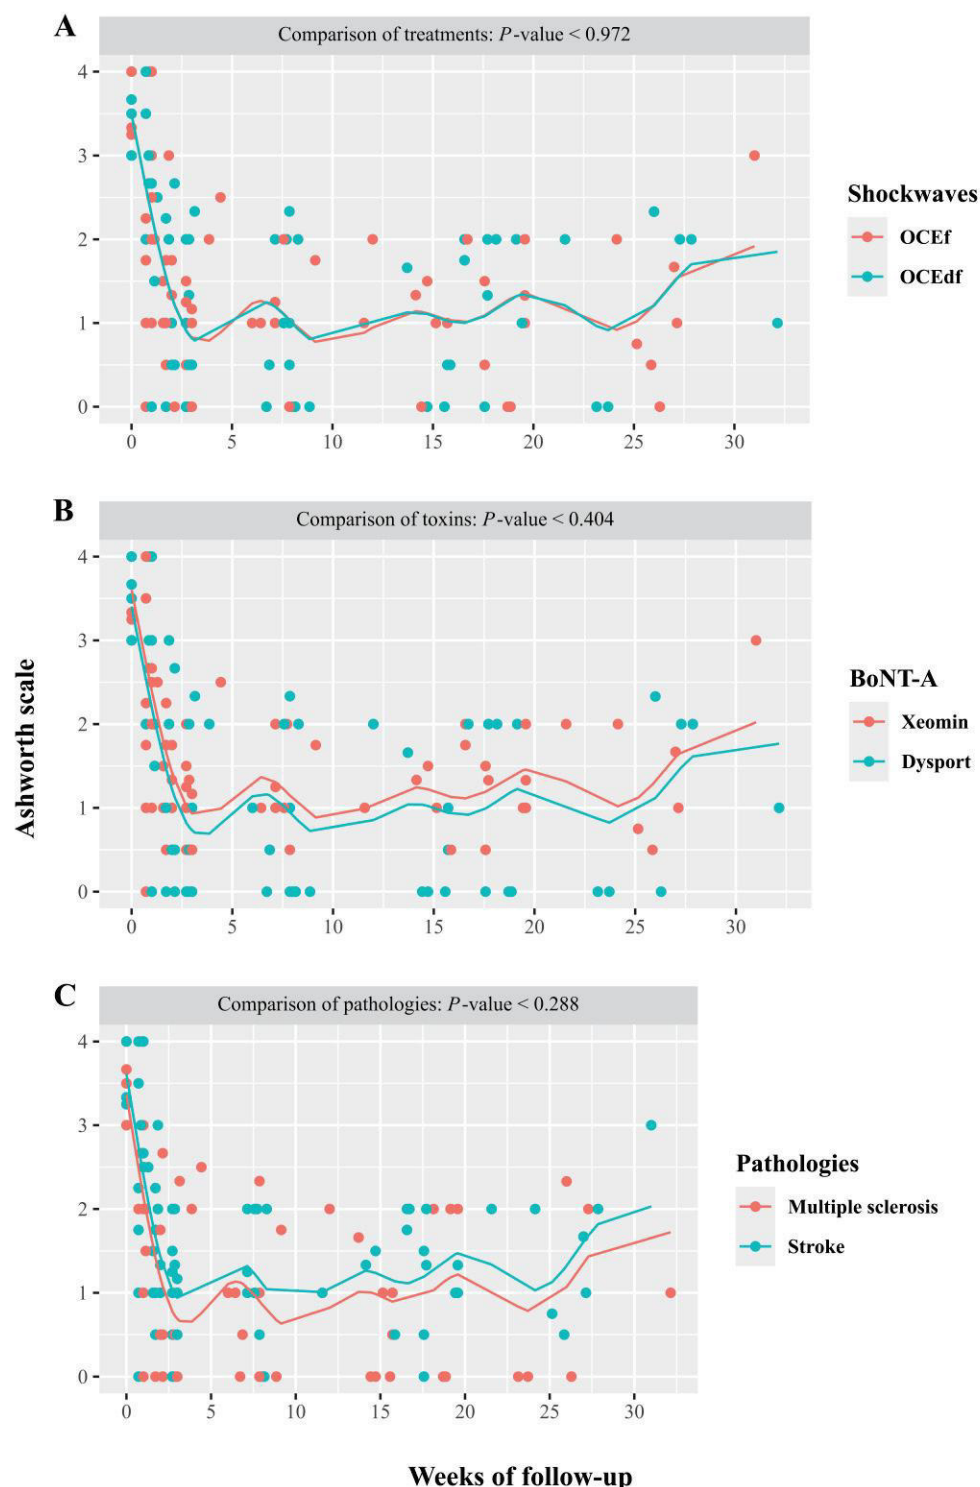 A
Comparison of treatments: P-value < 0.972
4
3
2
1
0
0 5 10 15 20 25 30
Shockwaves
OCEf
OCEdf
B
Comparison of toxins: P-value < 0.404
4
3
2
1
0
0 5 10 15 20 25 30
Ashworth scale
BoNT-A
Xeomin
Dysport
C
Comparison of pathologies: P-value < 0.288
4
3
2
1
0
0 5 10 15 20 25 30
Pathologies
Multiple sclerosis
Stroke
Weeks of follow-up